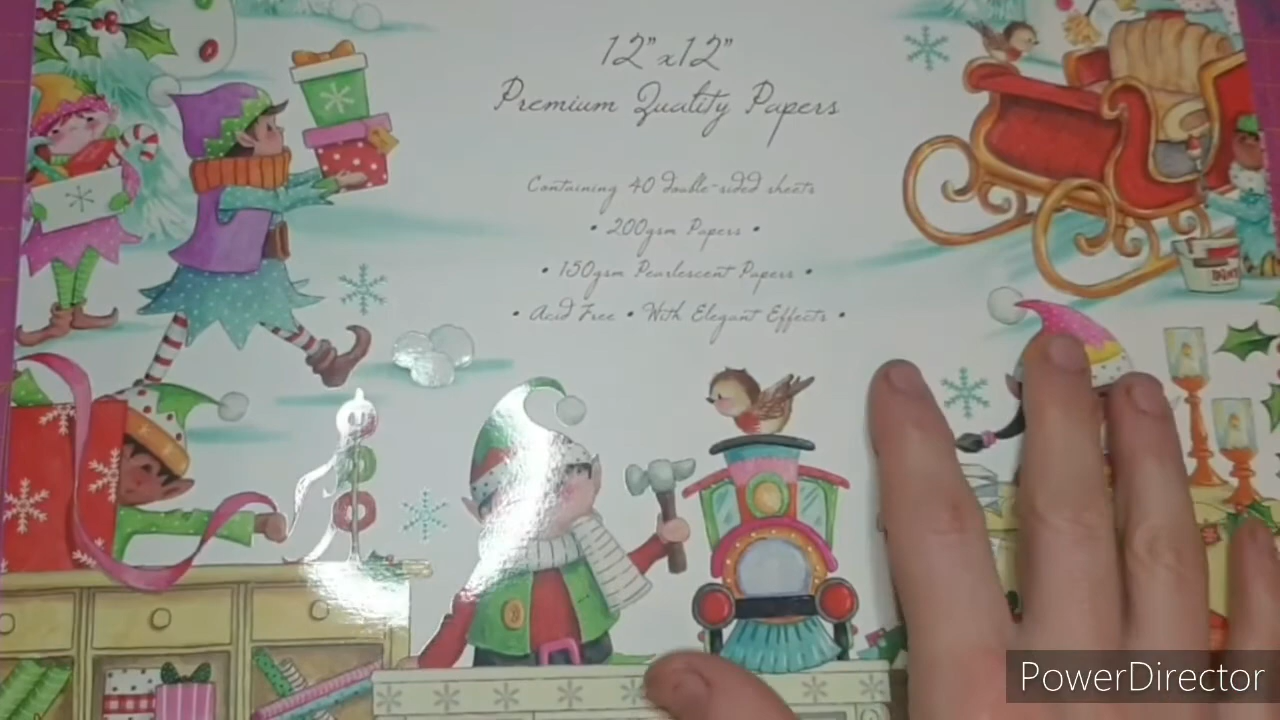 12"x12"
Premium Quality Papers
Containing 40 double-sided sheets
• 200gsm Papers •
• 150gsm Pearlescent Papers •
• Acid Free • With Elegant Effects •
PowerDirector